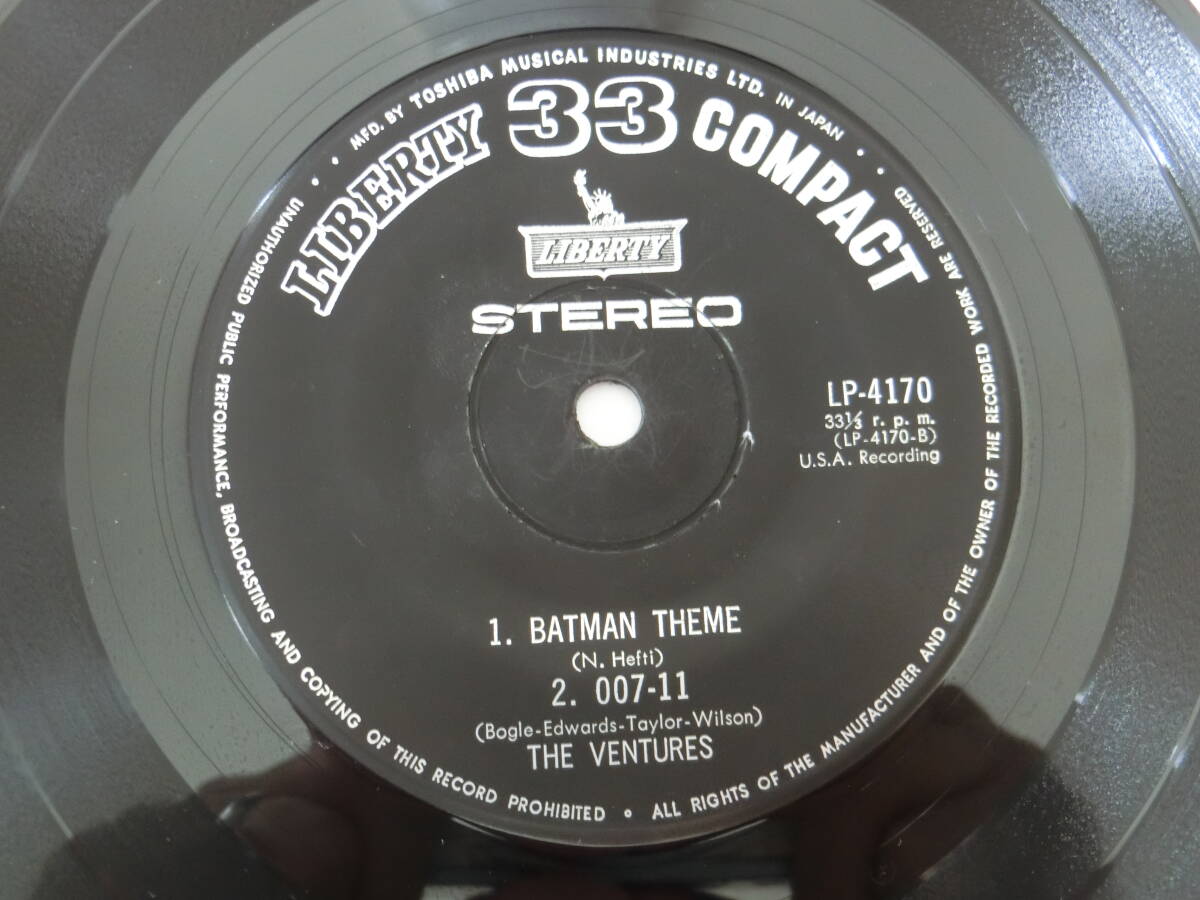 MFD. BY TOSHIBA MUSICAL INDUSTRIES LTD. IN JAPAN
LIBERTY 33 COMPACT
LIBERTY
STEREO
LP-4170
33⅓ r. p. m.
(LP-4170-B)
U.S.A. Recording
1. BATMAN THEME
(N. Hefti)
2. 007-11
(Bogle-Edwards-Taylor-Wilson)
THE VENTURES
UNAUTHORIZED PUBLIC PERFORMANCE, BROADCASTING AND COPYING OF THIS RECORD PROHIBITED • ALL RIGHTS OF THE MANUFACTURER AND OF THE OWNER OF THE RECORDED WORK ARE RESERVED